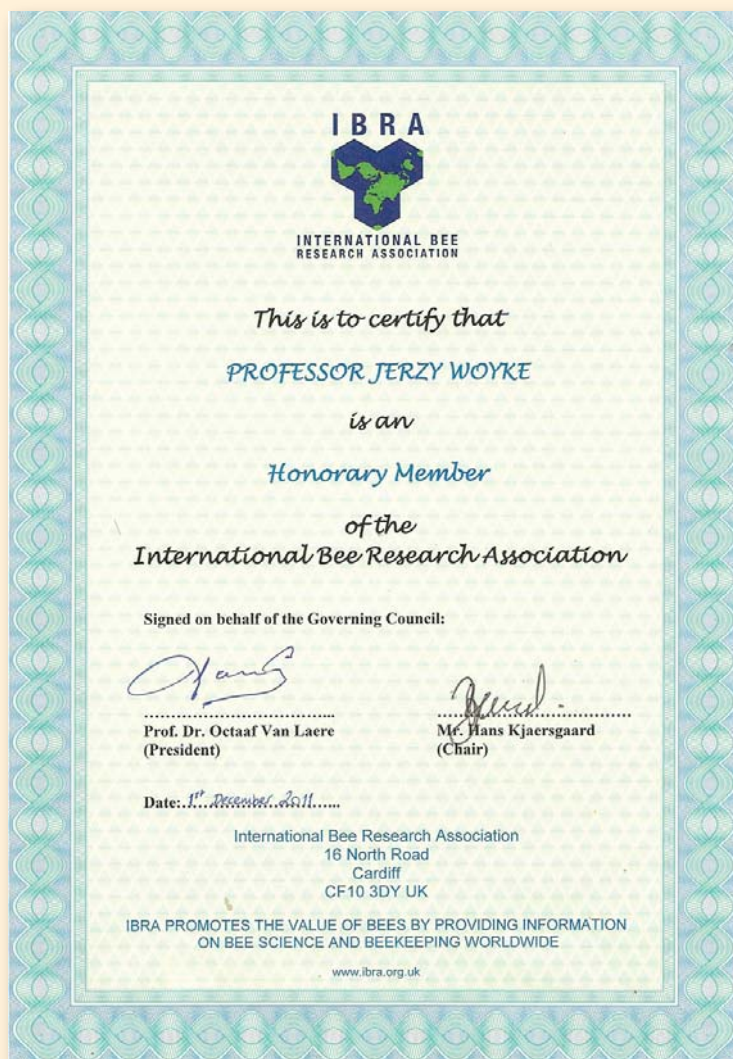 IBRA
INTERNATIONAL BEE
RESEARCH ASSOCIATION
This is to certify that
PROFESSOR JERZY WOYKE
is an
Honorary Member
of the
International Bee Research Association
Signed on behalf of the Governing Council:
Prof. Dr. Octaaf Van Laere
(President)
Mr. Hans Kjaersgaard
(Chair)
Date: 1st December 2011
International Bee Research Association
16 North Road
Cardiff
CF10 3DY UK
IBRA PROMOTES THE VALUE OF BEES BY PROVIDING INFORMATION
ON BEE SCIENCE AND BEEKEEPING WORLDWIDE
www.ibra.org.uk